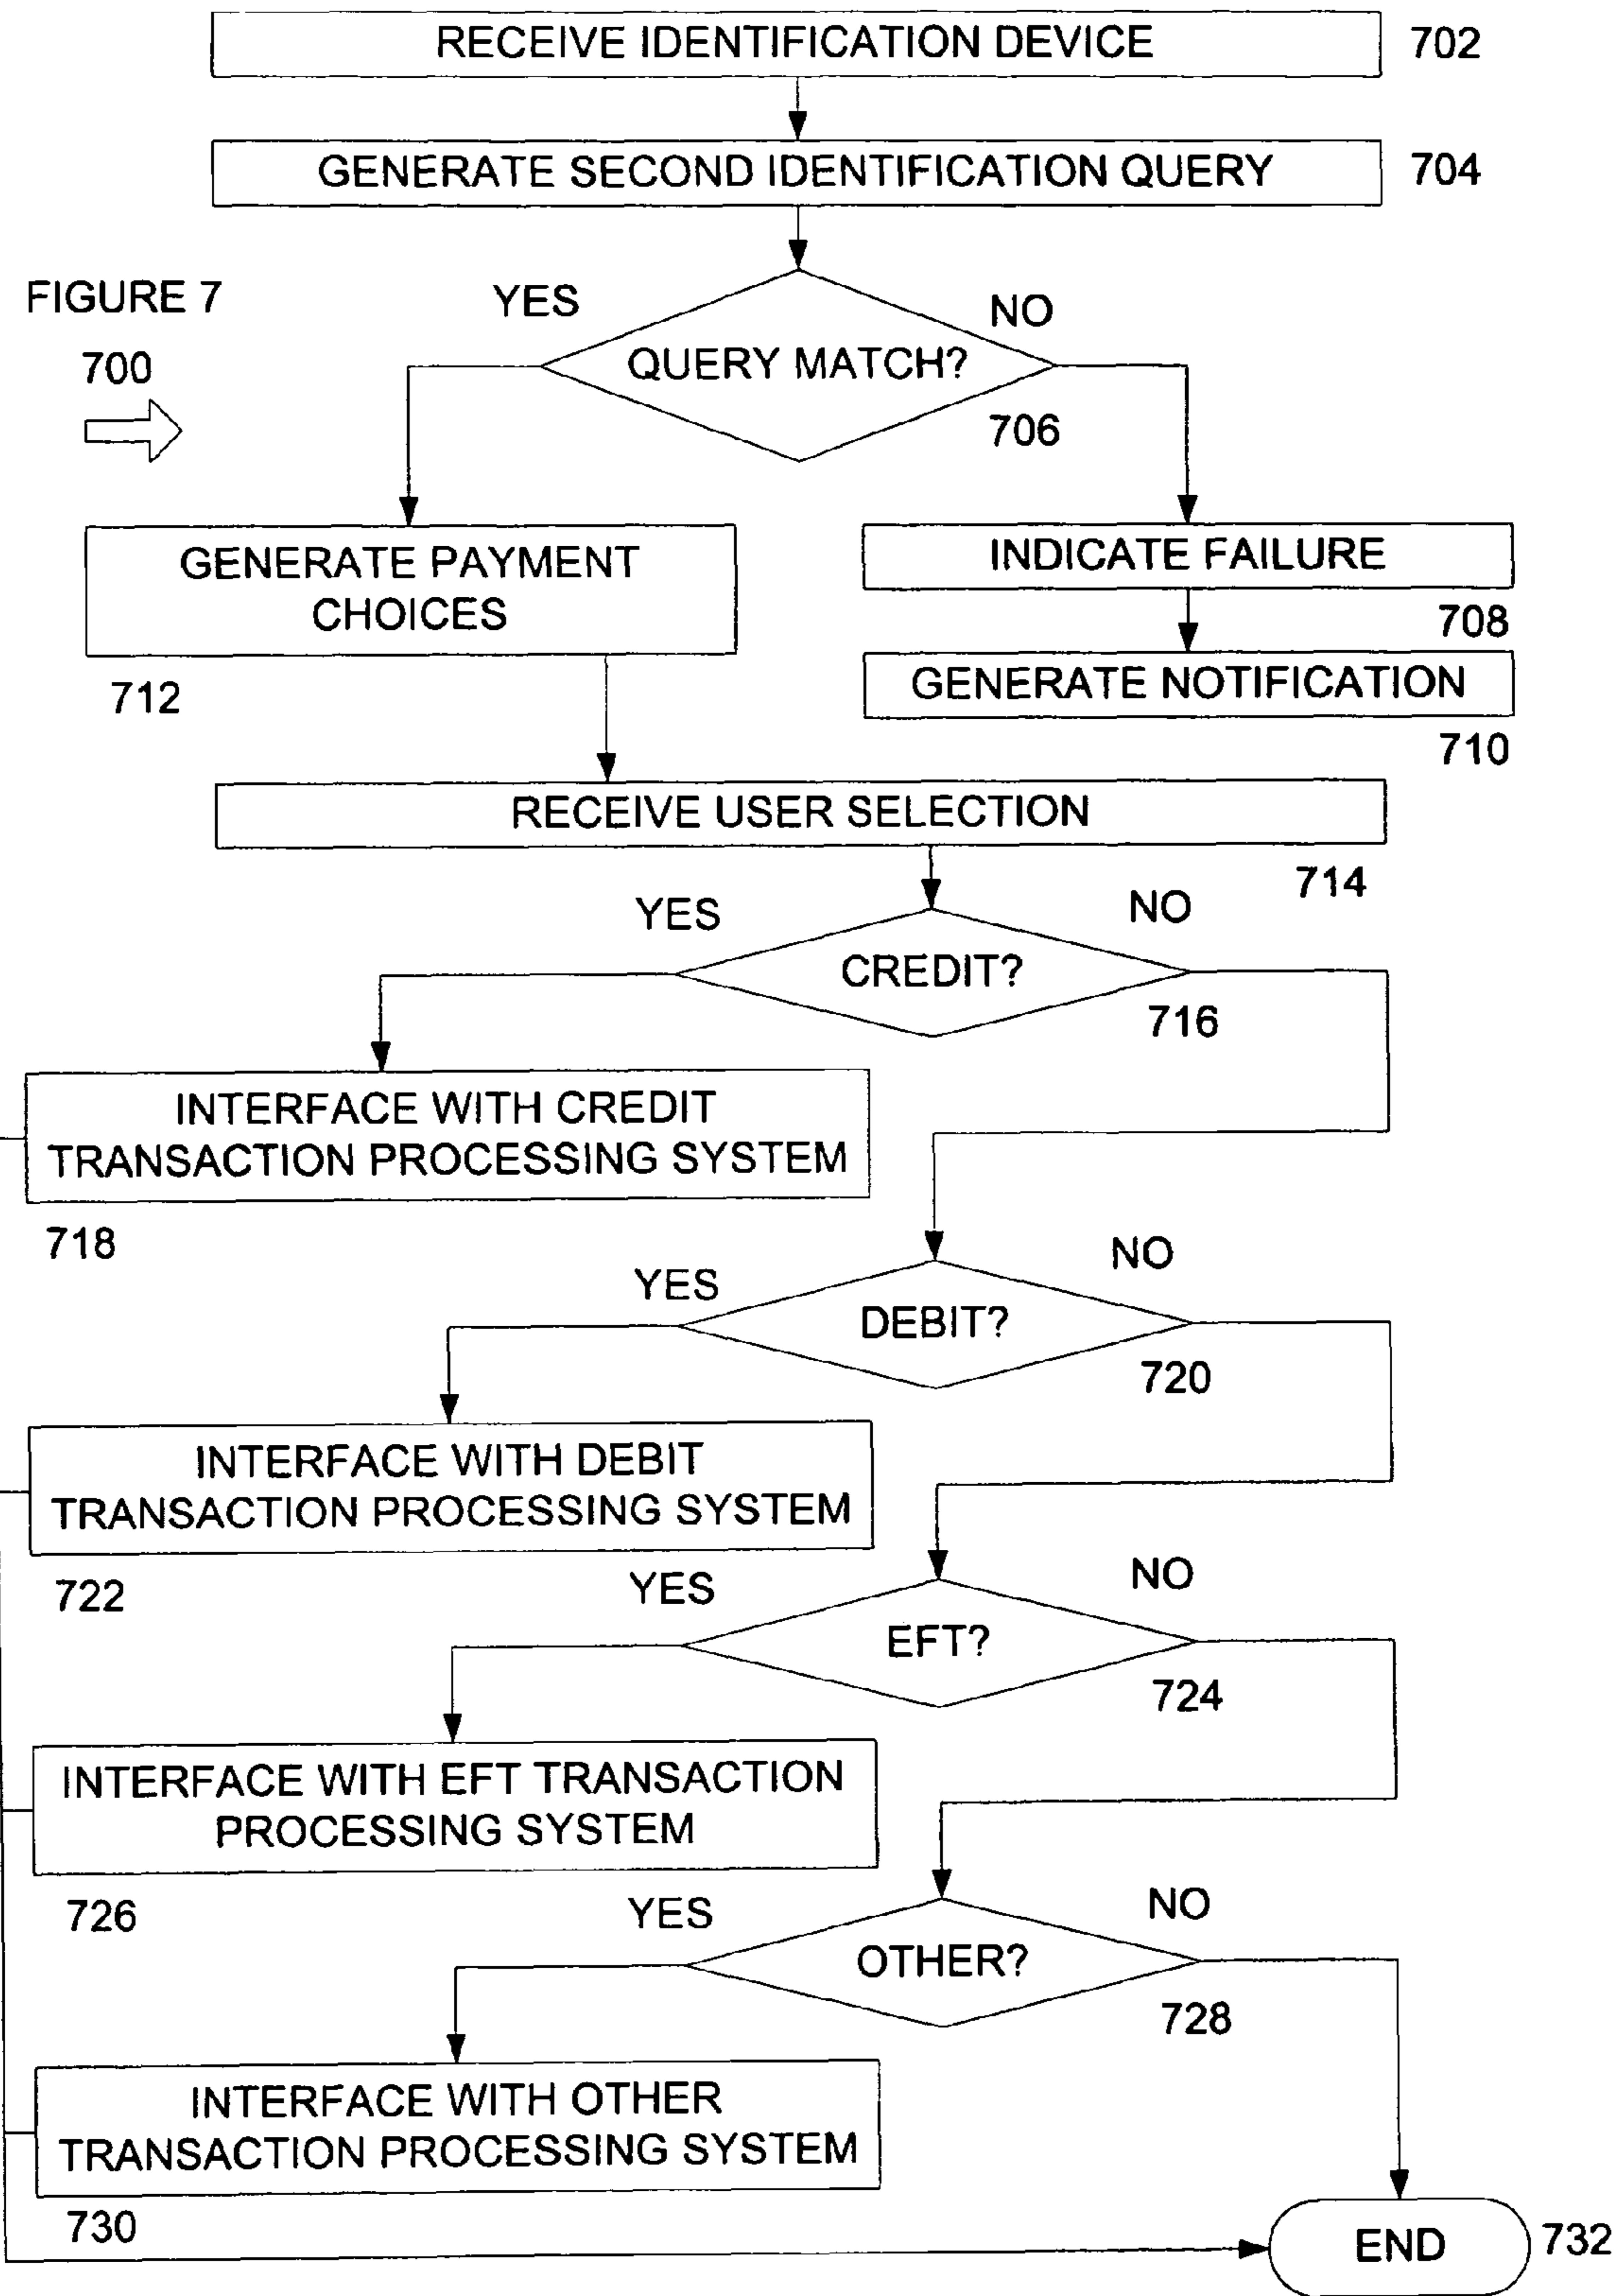 RECEIVE IDENTIFICATION DEVICE
702
GENERATE SECOND IDENTIFICATION QUERY
704
FIGURE 7
700
YES
NO
QUERY MATCH?
706
GENERATE PAYMENT
CHOICES
712
INDICATE FAILURE
708
GENERATE NOTIFICATION
710
RECEIVE USER SELECTION
714
YES
NO
CREDIT?
716
INTERFACE WITH CREDIT
TRANSACTION PROCESSING SYSTEM
718
YES
NO
DEBIT?
720
INTERFACE WITH DEBIT
TRANSACTION PROCESSING SYSTEM
722
YES
NO
EFT?
724
INTERFACE WITH EFT TRANSACTION
PROCESSING SYSTEM
726
YES
NO
OTHER?
728
INTERFACE WITH OTHER
TRANSACTION PROCESSING SYSTEM
730
END
732